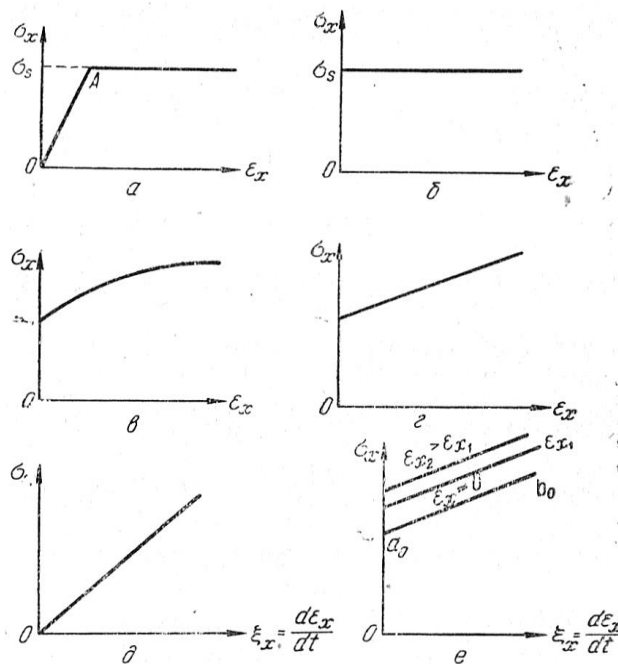 σx σx
σs A σs
0 εx 0 εx
а б
σx σx
0 εx 0 εx
в г
σx
εx₂ > εx₁ εx₁
εx = 0 b₀
a₀
0 ξx = dεx/dt 0 ξx = dεx/dt
д е